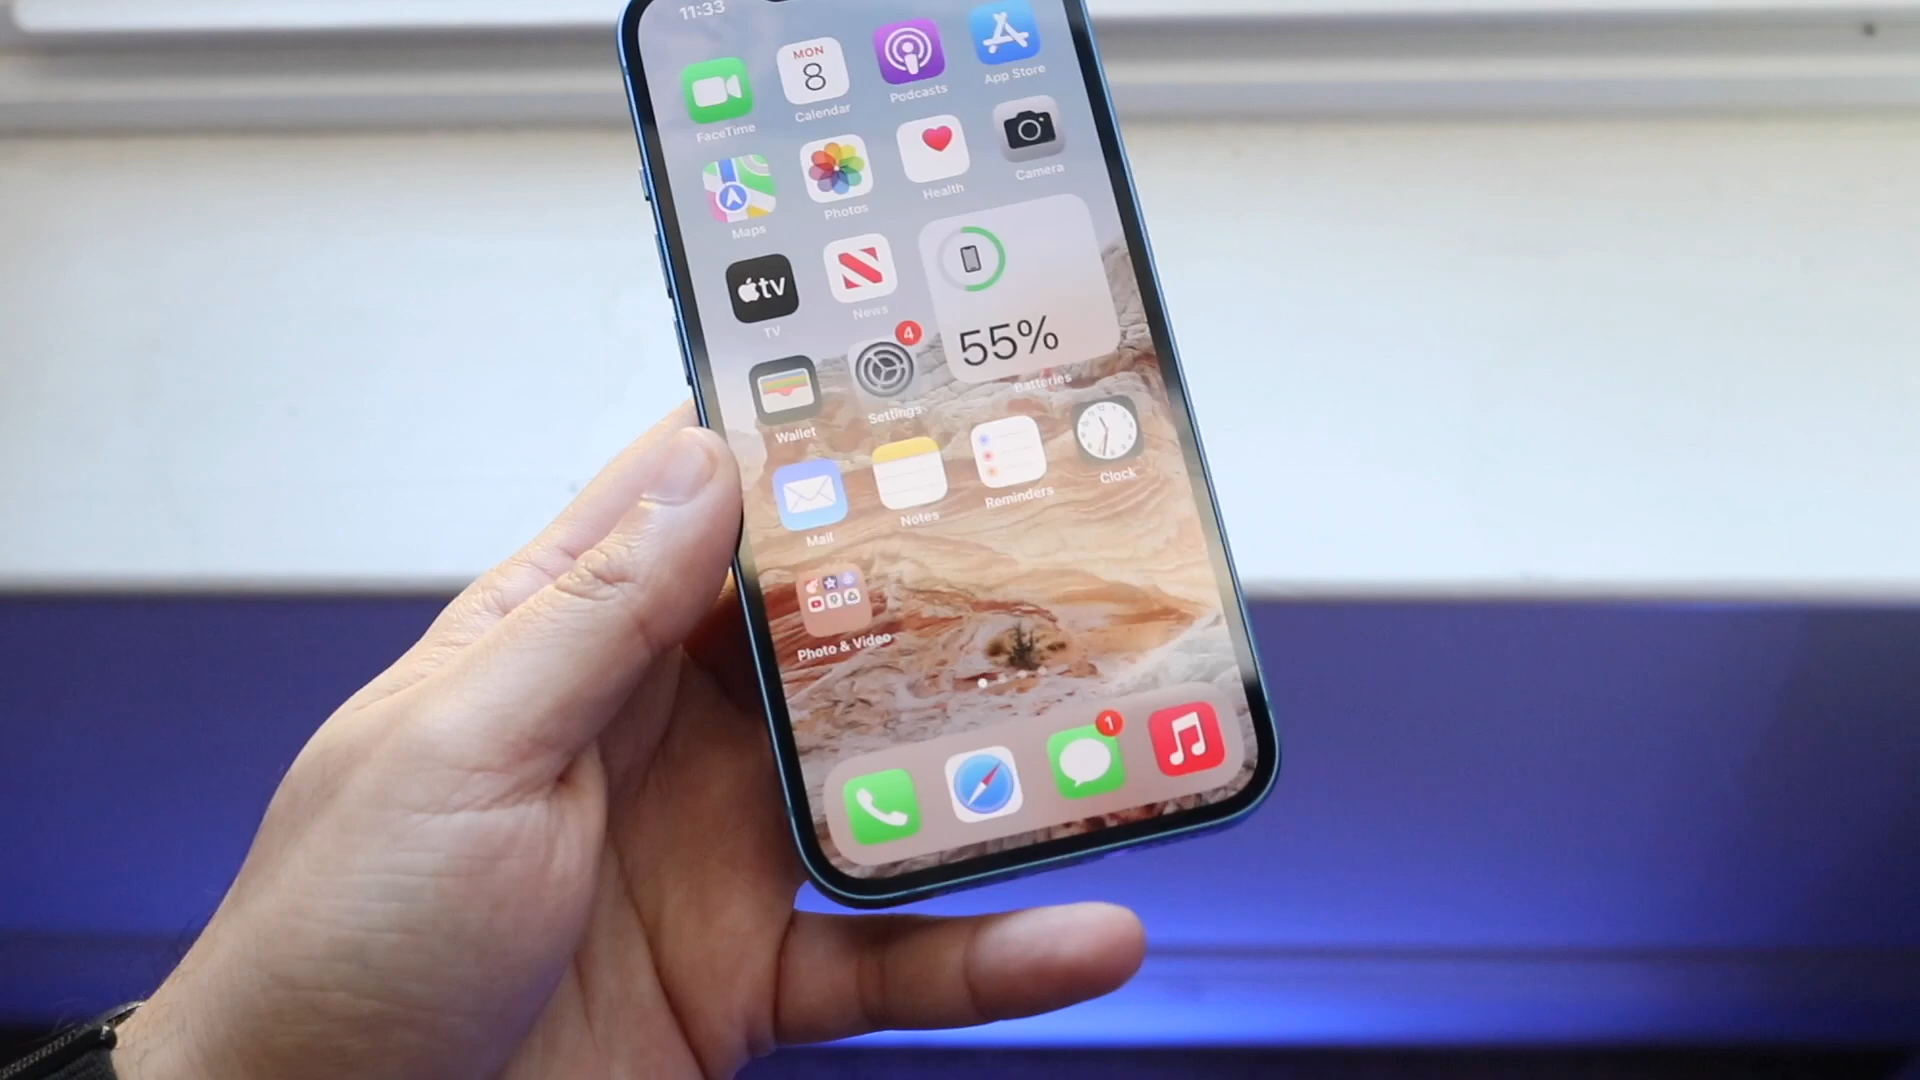 11:33
MON
8
FaceTime
Calendar
Podcasts
App Store
Maps
Photos
Health
Camera
tv
TV
News
55%
Batteries
4
Wallet
Settings
Mail
Notes
Reminders
Clock
Photo & Video
1